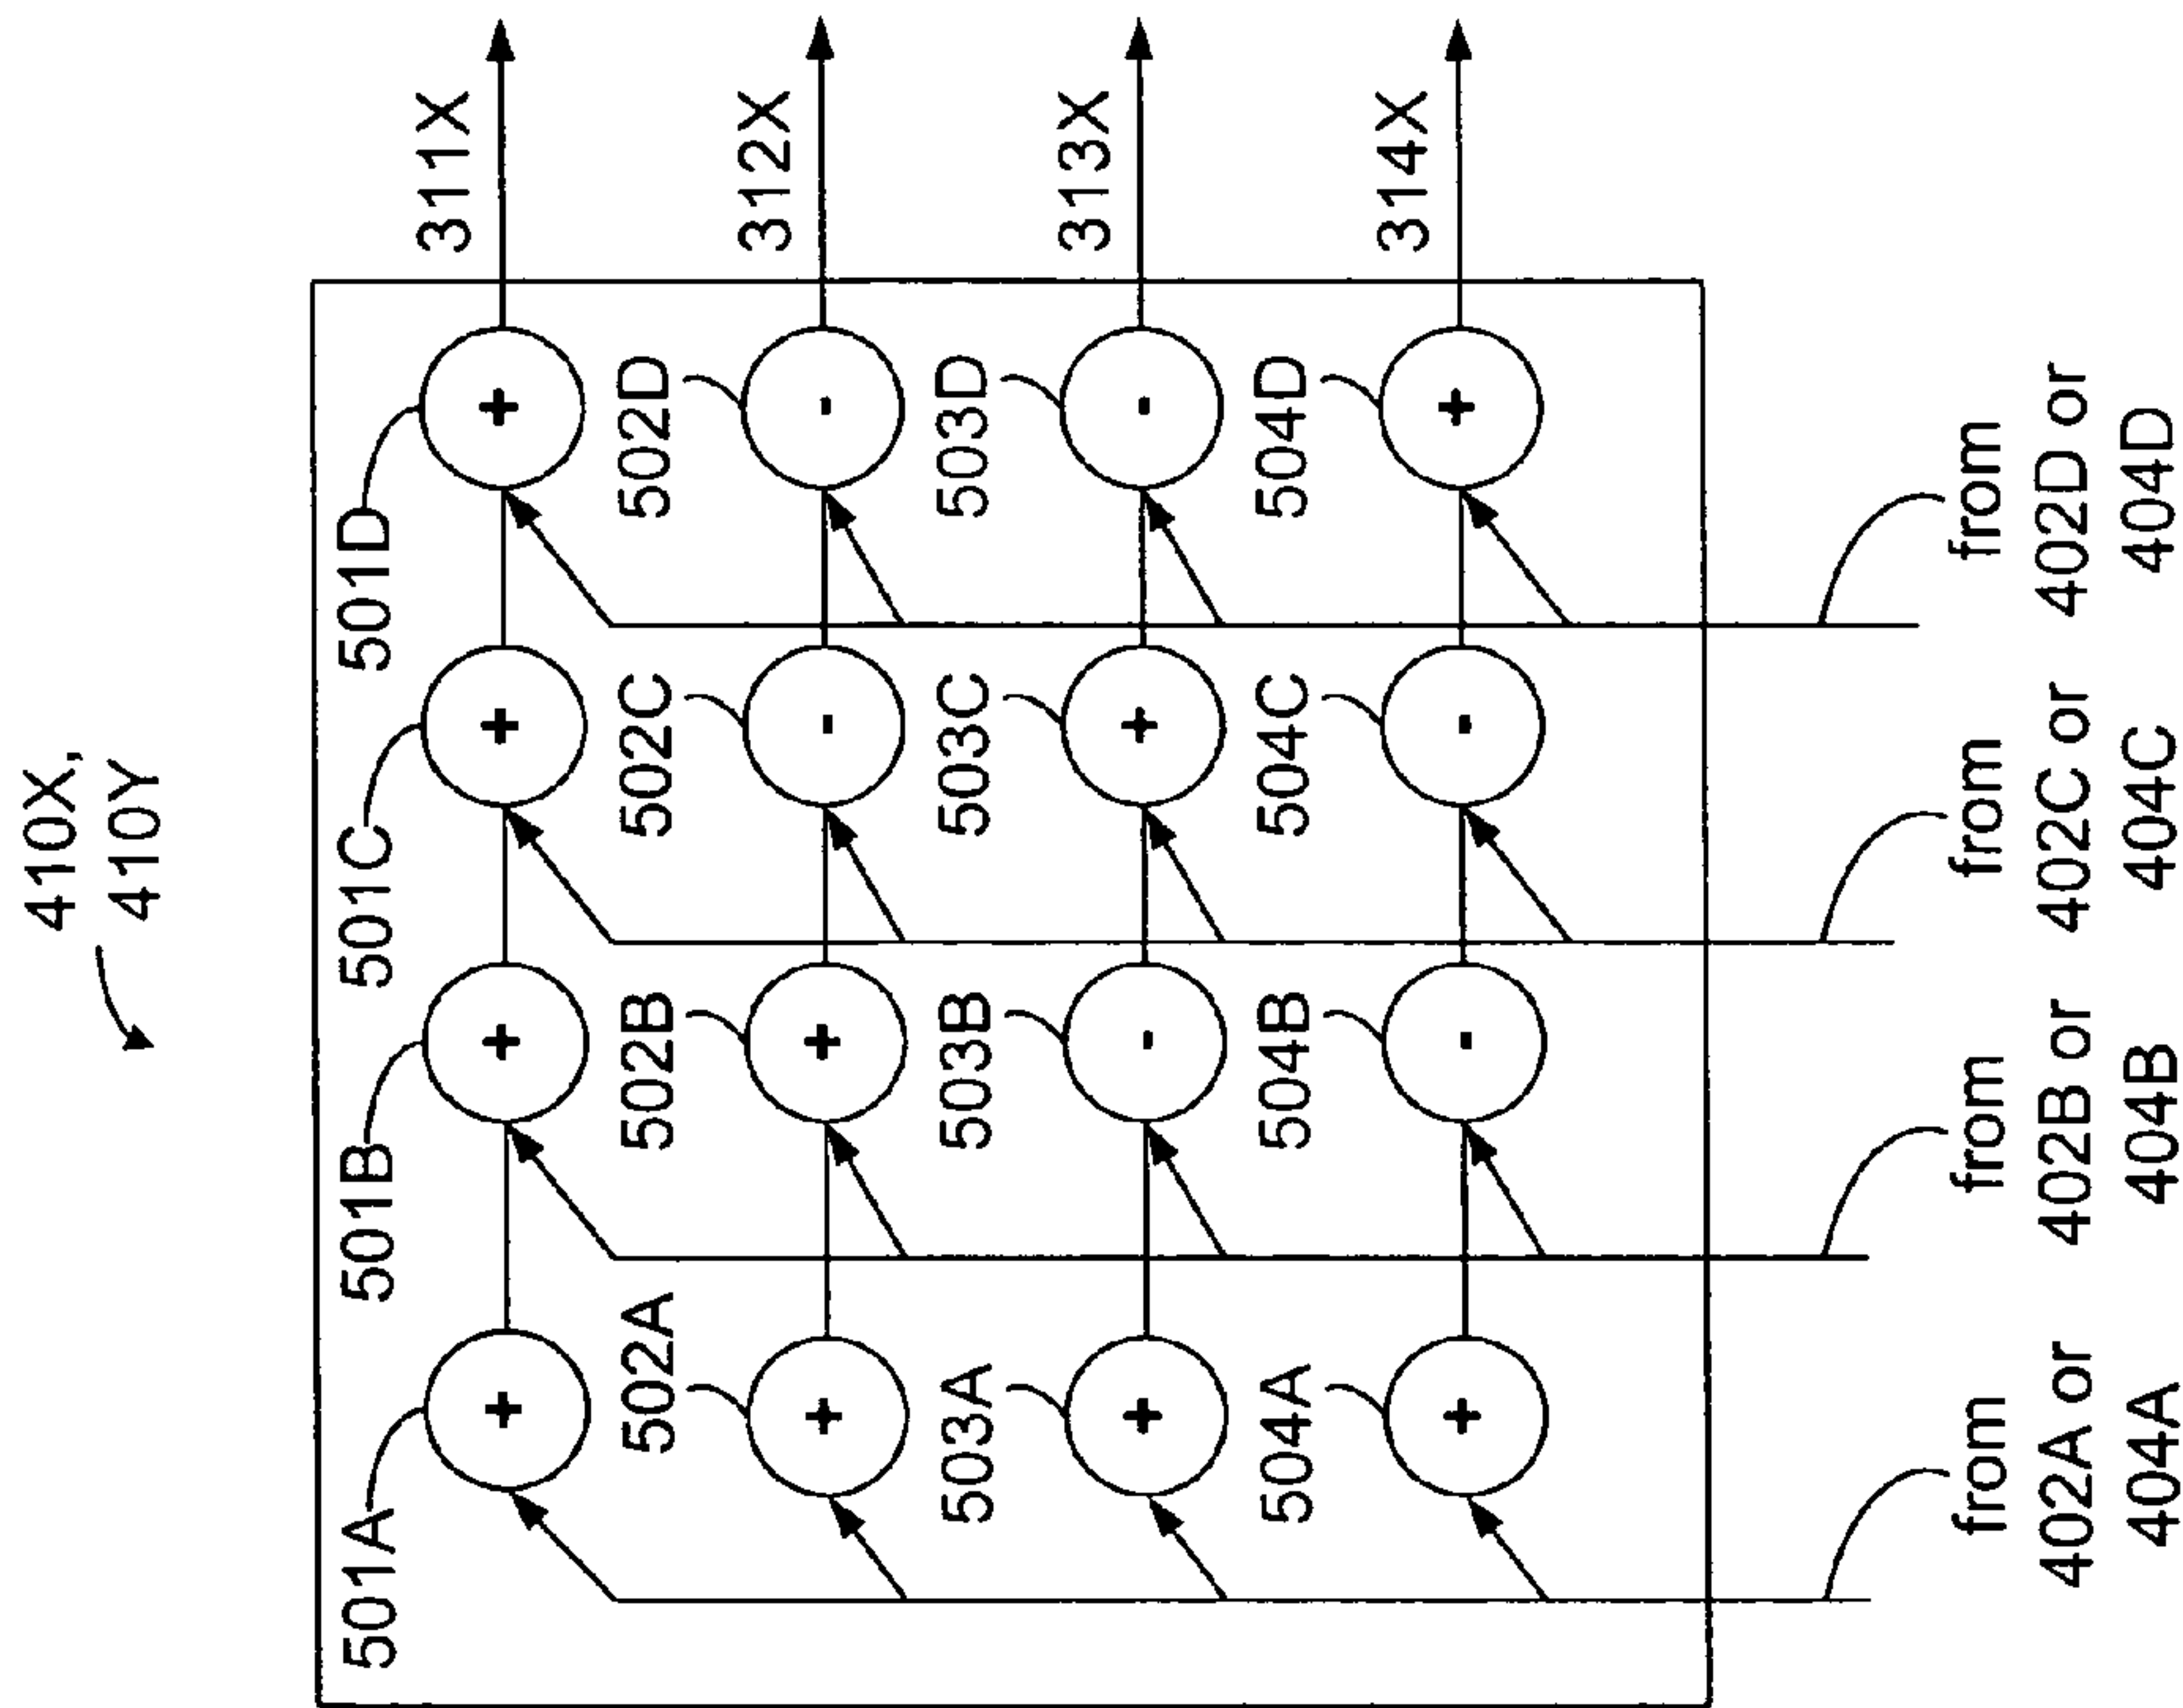 410X,
410Y
501A
501B
501C
501D
311X
+
+
+
+
502A
502B
502C
502D
312X
+
+
-
-
503A
503B
503C
503D
313X
+
-
+
-
504A
504B
504C
504D
314X
+
-
-
+
from
402A or
404A
from
402B or
404B
from
402C or
404C
from
402D or
404D